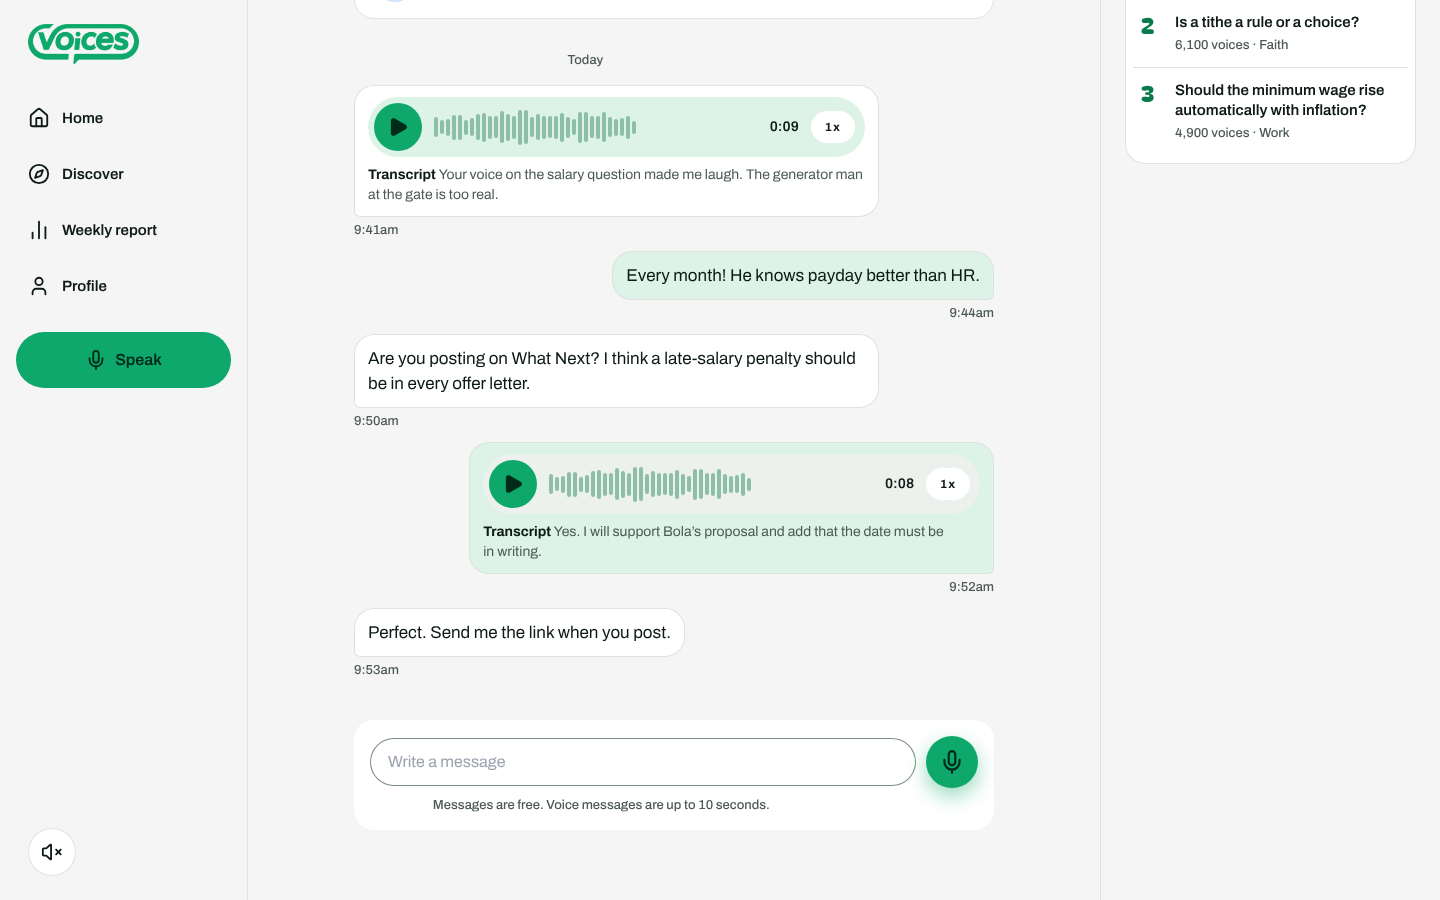 Voices
Home
Discover
Weekly report
Profile
Speak
Today
0:09
1x
Transcript Your voice on the salary question made me laugh. The generator man
at the gate is too real.
9:41am
Every month! He knows payday better than HR.
9:44am
Are you posting on What Next? I think a late-salary penalty should
be in every offer letter.
9:50am
0:08
1x
Transcript Yes. I will support Bola’s proposal and add that the date must be
in writing.
9:52am
Perfect. Send me the link when you post.
9:53am
Write a message
Messages are free. Voice messages are up to 10 seconds.
2
Is a tithe a rule or a choice?
6,100 voices · Faith
3
Should the minimum wage rise
automatically with inflation?
4,900 voices · Work